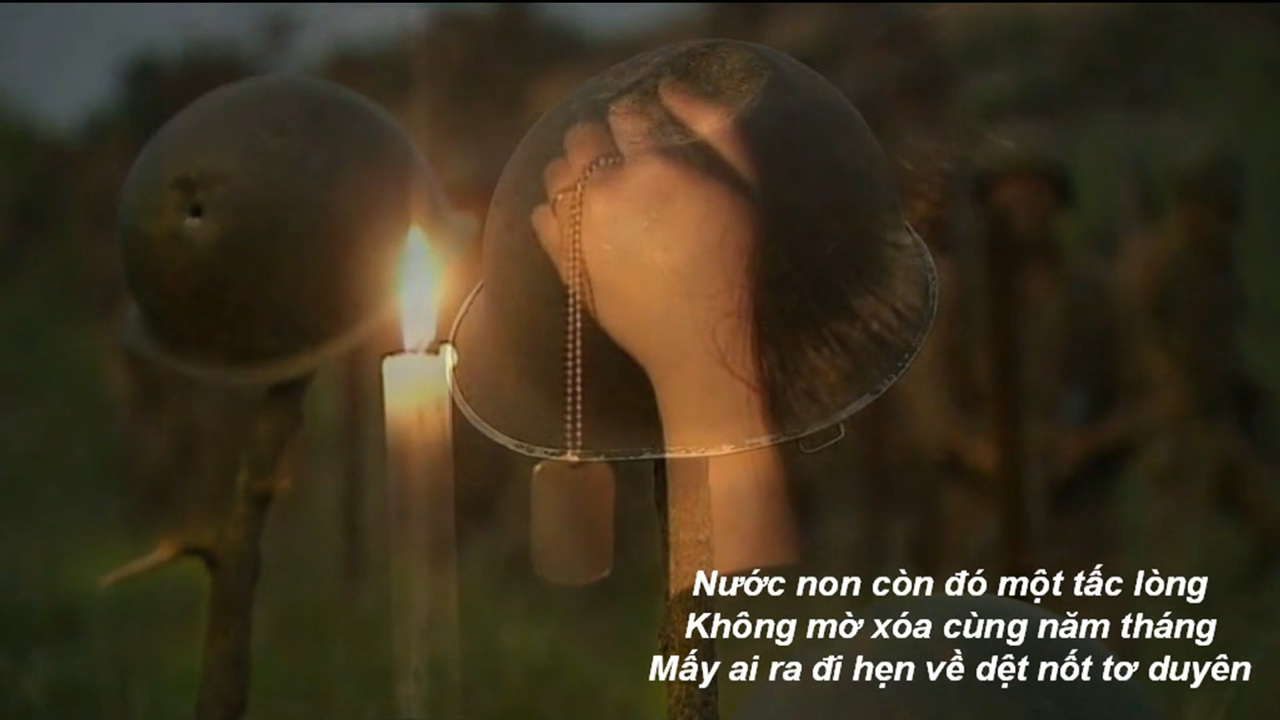 Nước non còn đó một tấc lòng
Không mờ xóa cùng năm tháng
Mấy ai ra đi hẹn về dệt nốt tơ duyên